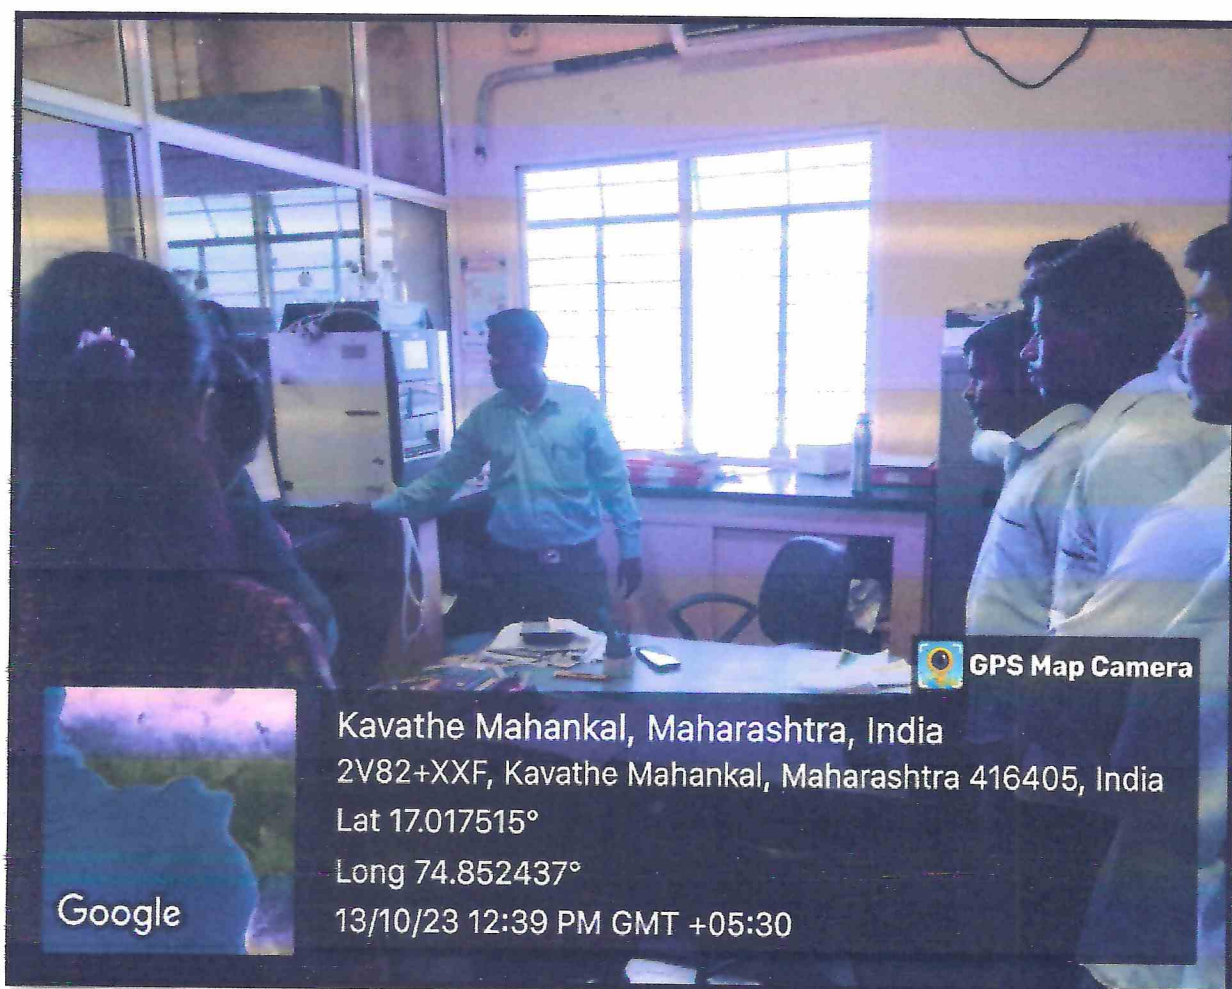 GPS Map Camera
Kavathe Mahankal, Maharashtra, India
2V82+XXF, Kavathe Mahankal, Maharashtra 416405, India
Lat 17.017515°
Long 74.852437°
13/10/23 12:39 PM GMT +05:30
Google